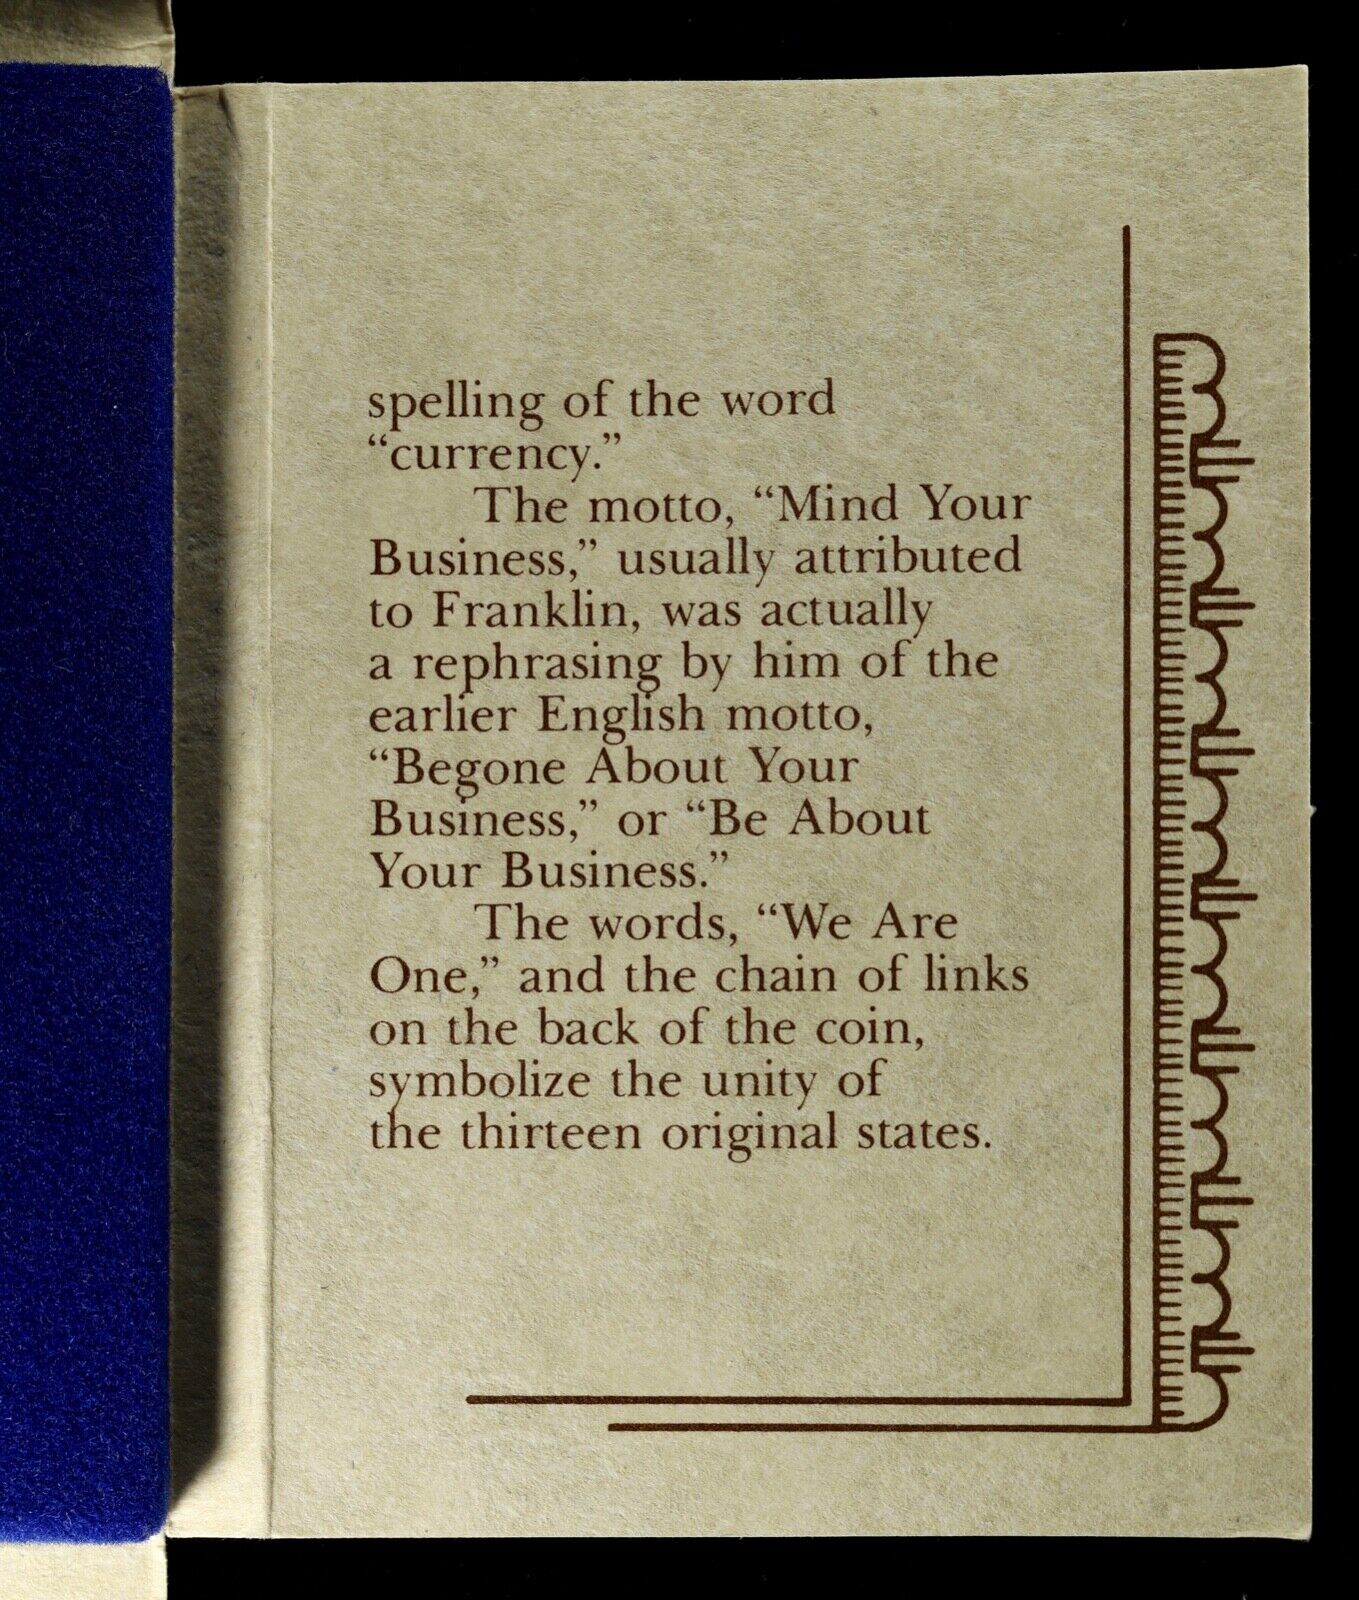 spelling of the word
“currency.”
The motto, “Mind Your
Business,” usually attributed
to Franklin, was actually
a rephrasing by him of the
earlier English motto,
“Begone About Your
Business,” or “Be About
Your Business.”
The words, “We Are
One,” and the chain of links
on the back of the coin,
symbolize the unity of
the thirteen original states.